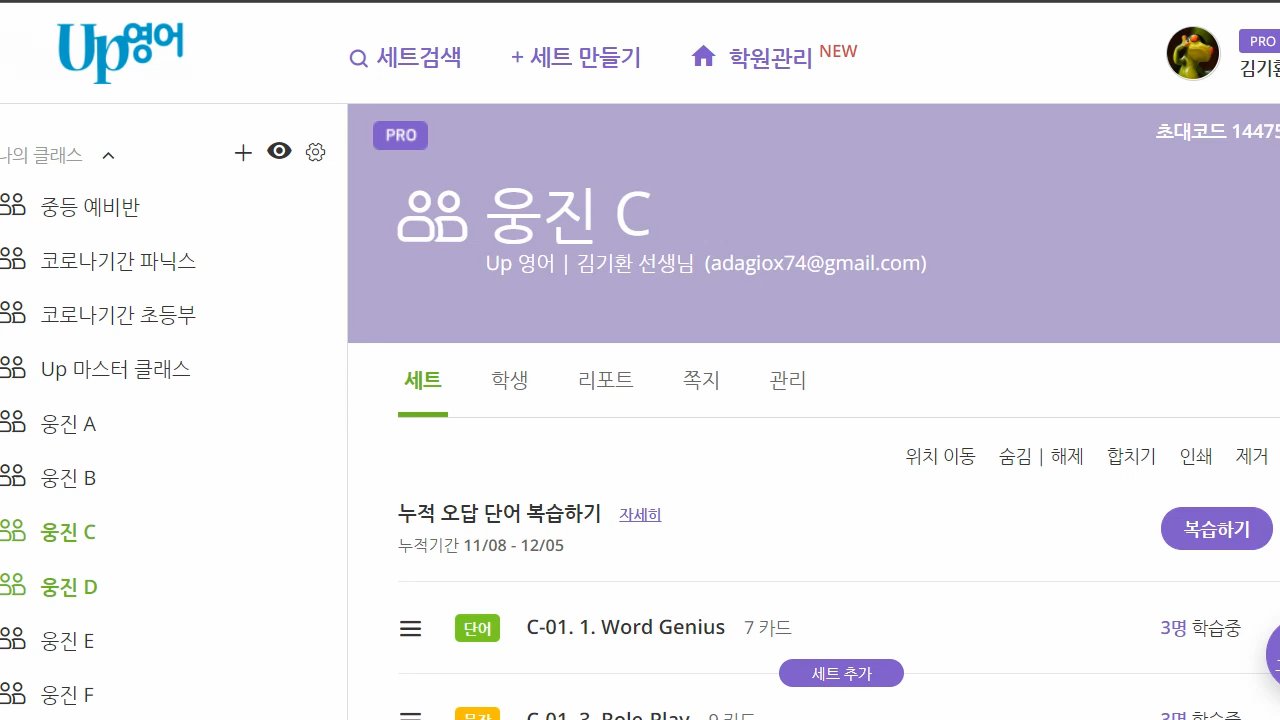 Up영어
세트검색
+ 세트 만들기
학원관리 NEW
PRO
나의 클래스
중등 예비반
코로나기간 파닉스
코로나기간 초등부
Up 마스터 클래스
웅진 A
웅진 B
웅진 C
웅진 D
웅진 E
웅진 F
PRO
초대코드 14475
웅진 C
Up 영어 | 김기환 선생님 (adagiox74@gmail.com)
세트 학생 리포트 쪽지 관리
위치 이동 숨김 | 해제 합치기 인쇄 제거
누적 오답 단어 복습하기 자세히
누적기간 11/08 - 12/05
복습하기
단어 C-01. 1. Word Genius 7 카드 3명 학습중
세트 추가
C-01. 3. Role Play 9 카드 3명 학습중